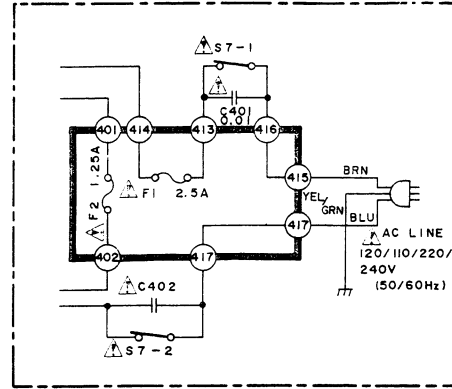 S7-1
C401
0.01
401
414
413
416
1.25A
F2
F1 2.5A
415
BRN
YEL/
GRN
417
BLU
AC LINE
120/110/220/
240V
(50/60Hz)
402
417
C402
S7-2